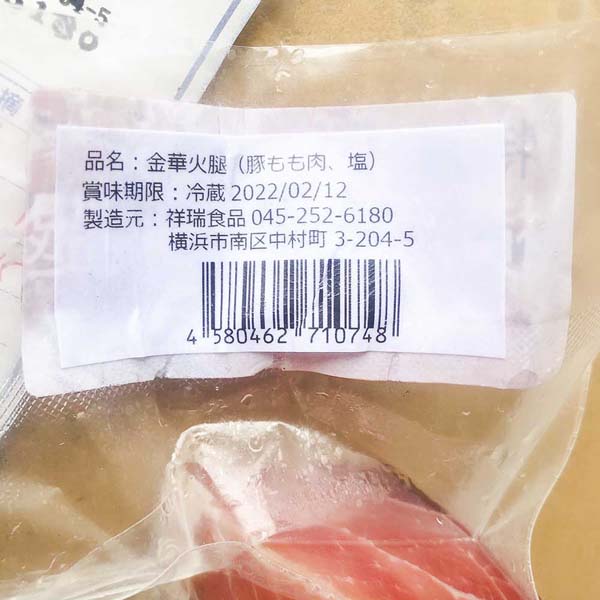 摘
品名：金華火腿（豚もも肉、塩）
賞味期限：冷蔵 2022/02/12
製造元：祥瑞食品 045-252-6180
横浜市南区中村町 3-204-5
4 580462 710748